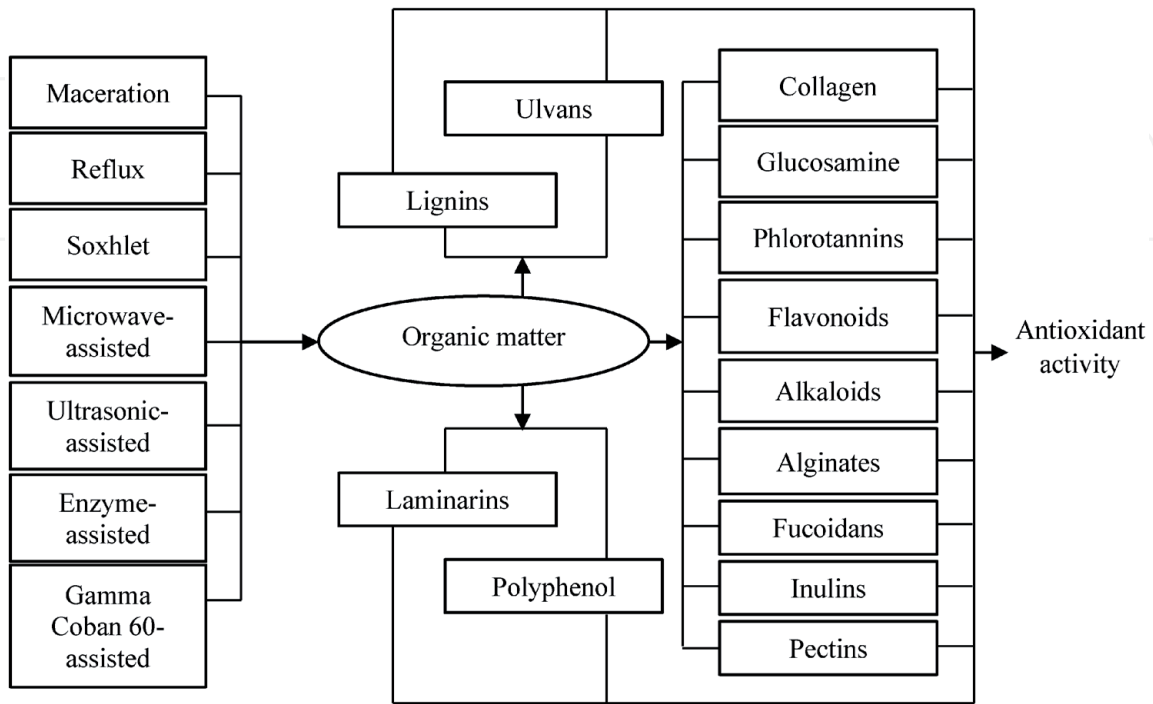 Maceration
Reflux
Soxhlet
Microwave-
assisted
Ultrasonic-
assisted
Enzyme-
assisted
Gamma
Coban 60-
assisted
Ulvans
Lignins
Organic matter
Laminarins
Polyphenol
Collagen
Glucosamine
Phlorotannins
Flavonoids
Alkaloids
Alginates
Fucoidans
Inulins
Pectins
Antioxidant
activity